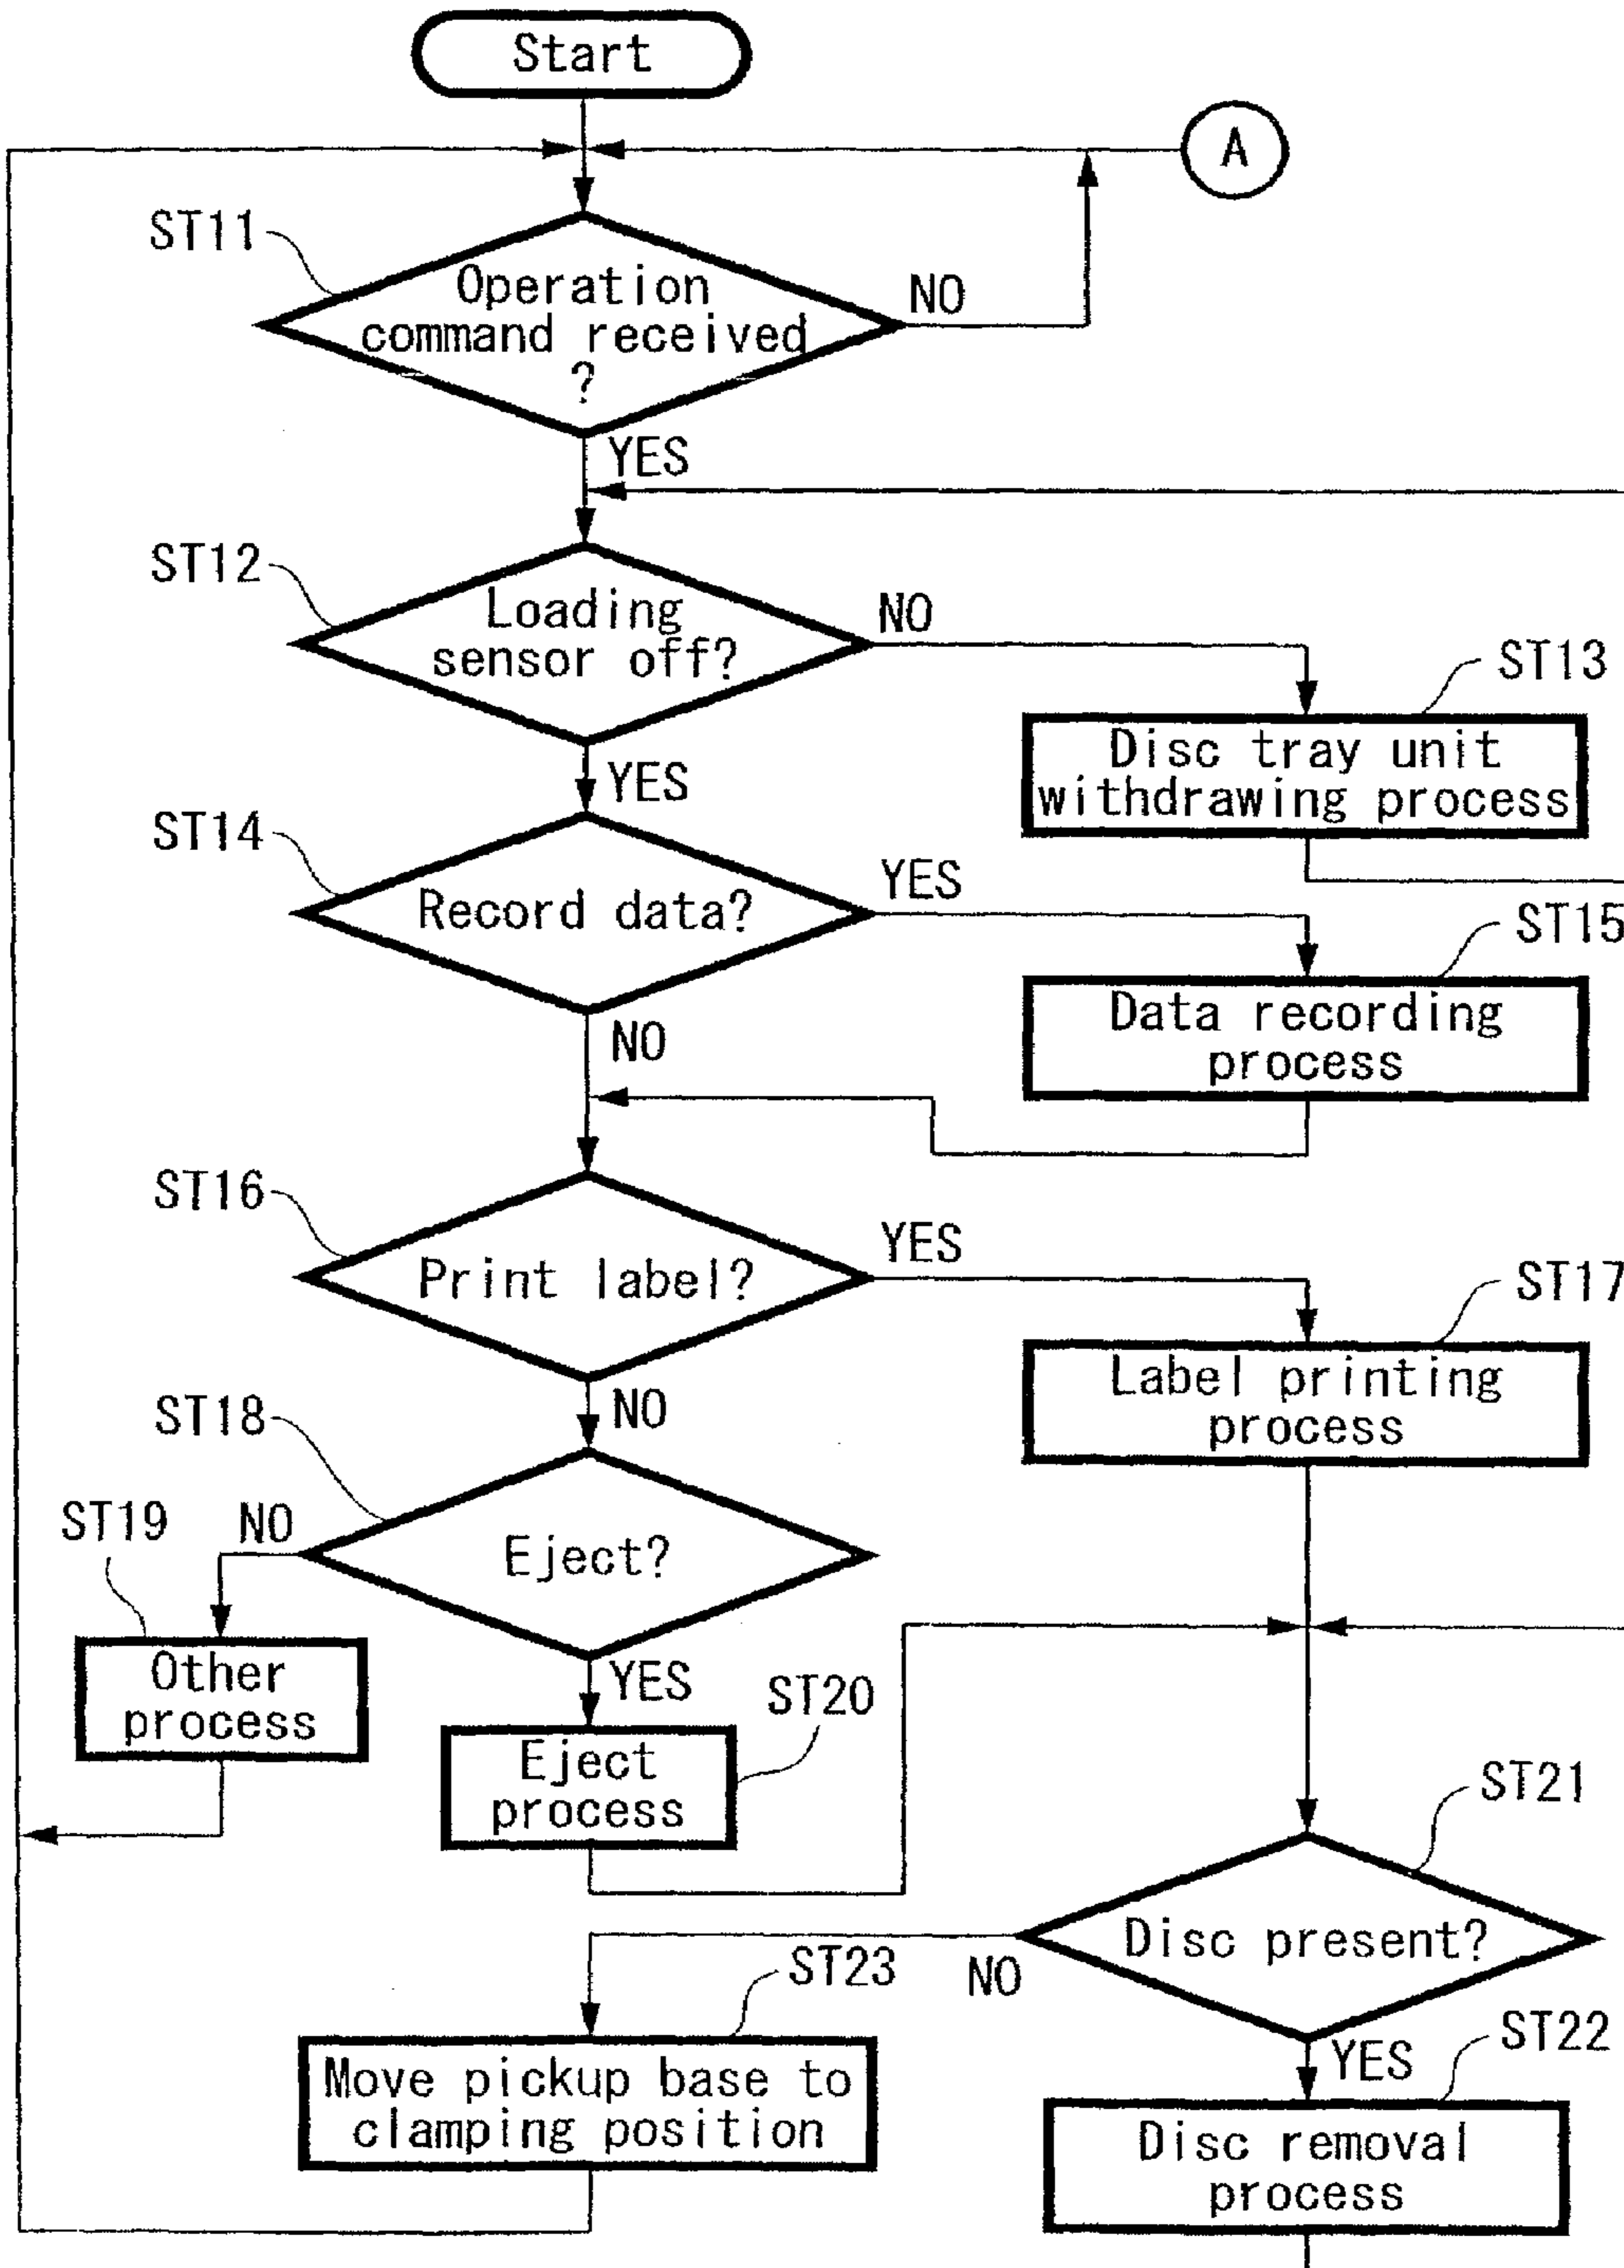 Start
A
ST11
Operation
command received
?
NO
YES
ST12
Loading
sensor off?
NO
YES
ST13
Disc tray unit
withdrawing process
ST14
Record data?
YES
NO
ST15
Data recording
process
ST16
Print label?
YES
NO
ST17
Label printing
process
ST18
Eject?
NO
YES
ST19
Other
process
ST20
Eject
process
ST21
Disc present?
NO
YES
ST23
Move pickup base to
clamping position
ST22
Disc removal
process